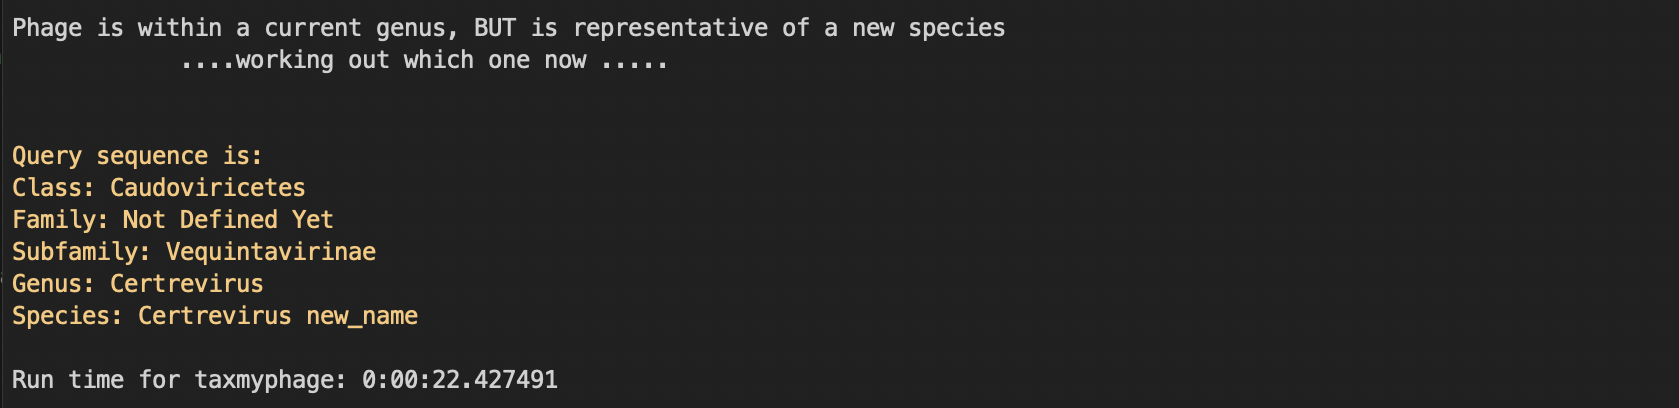 Phage is within a current genus, BUT is representative of a new species
....working out which one now .....
Query sequence is:
Class: Caudoviricetes
Family: Not Defined Yet
Subfamily: Vequintavirinae
Genus: Certrevirus
Species: Certrevirus new_name
Run time for taxmyphage: 0:00:22.427491